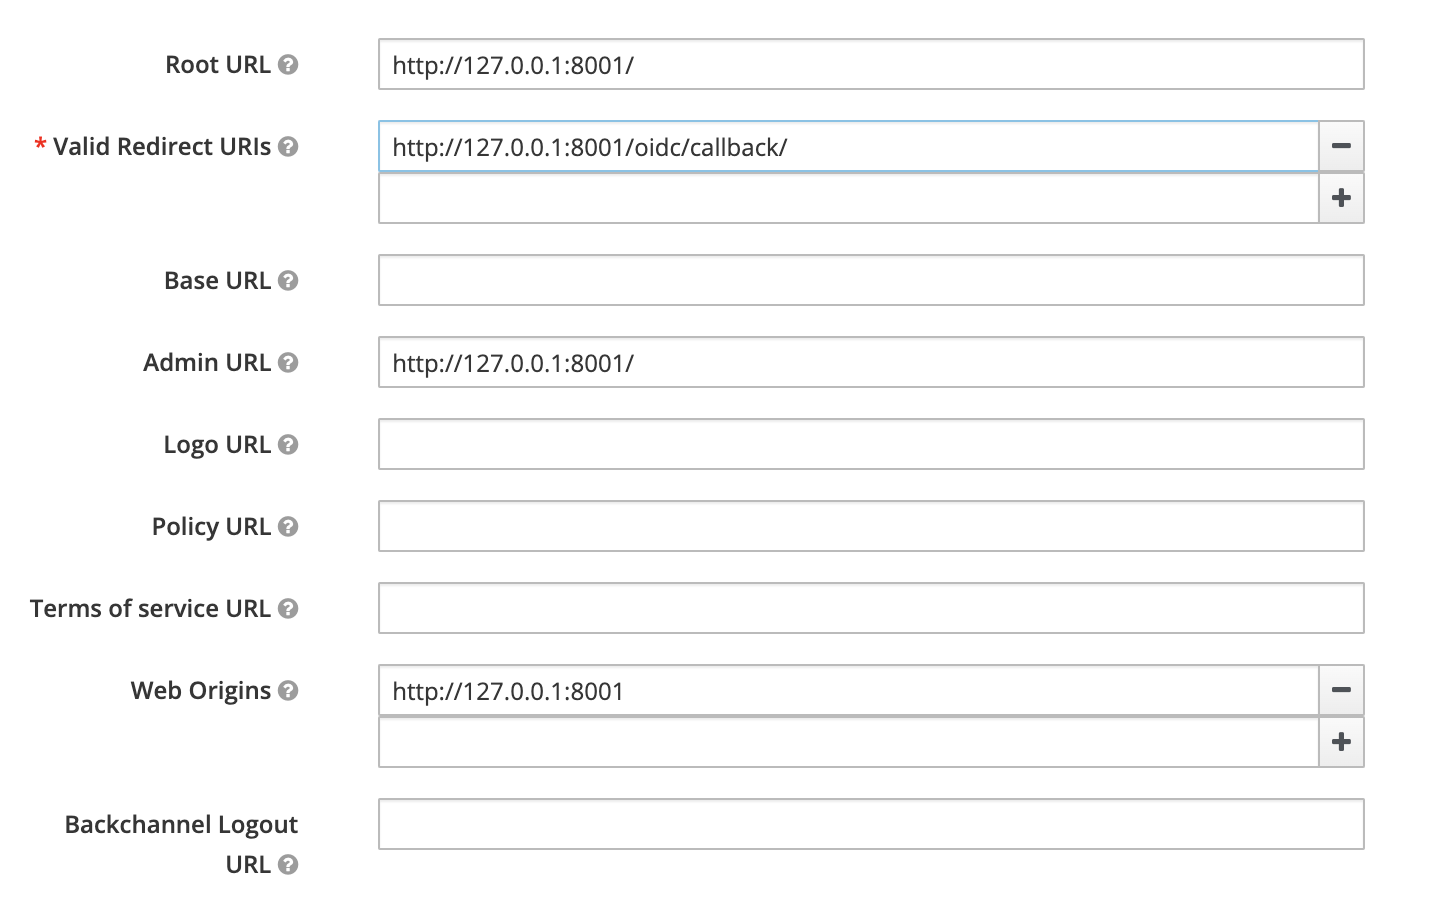 Root URL
http://127.0.0.1:8001/
* Valid Redirect URIs
http://127.0.0.1:8001/oidc/callback/
Base URL
Admin URL
http://127.0.0.1:8001/
Logo URL
Policy URL
Terms of service URL
Web Origins
http://127.0.0.1:8001
Backchannel Logout
URL